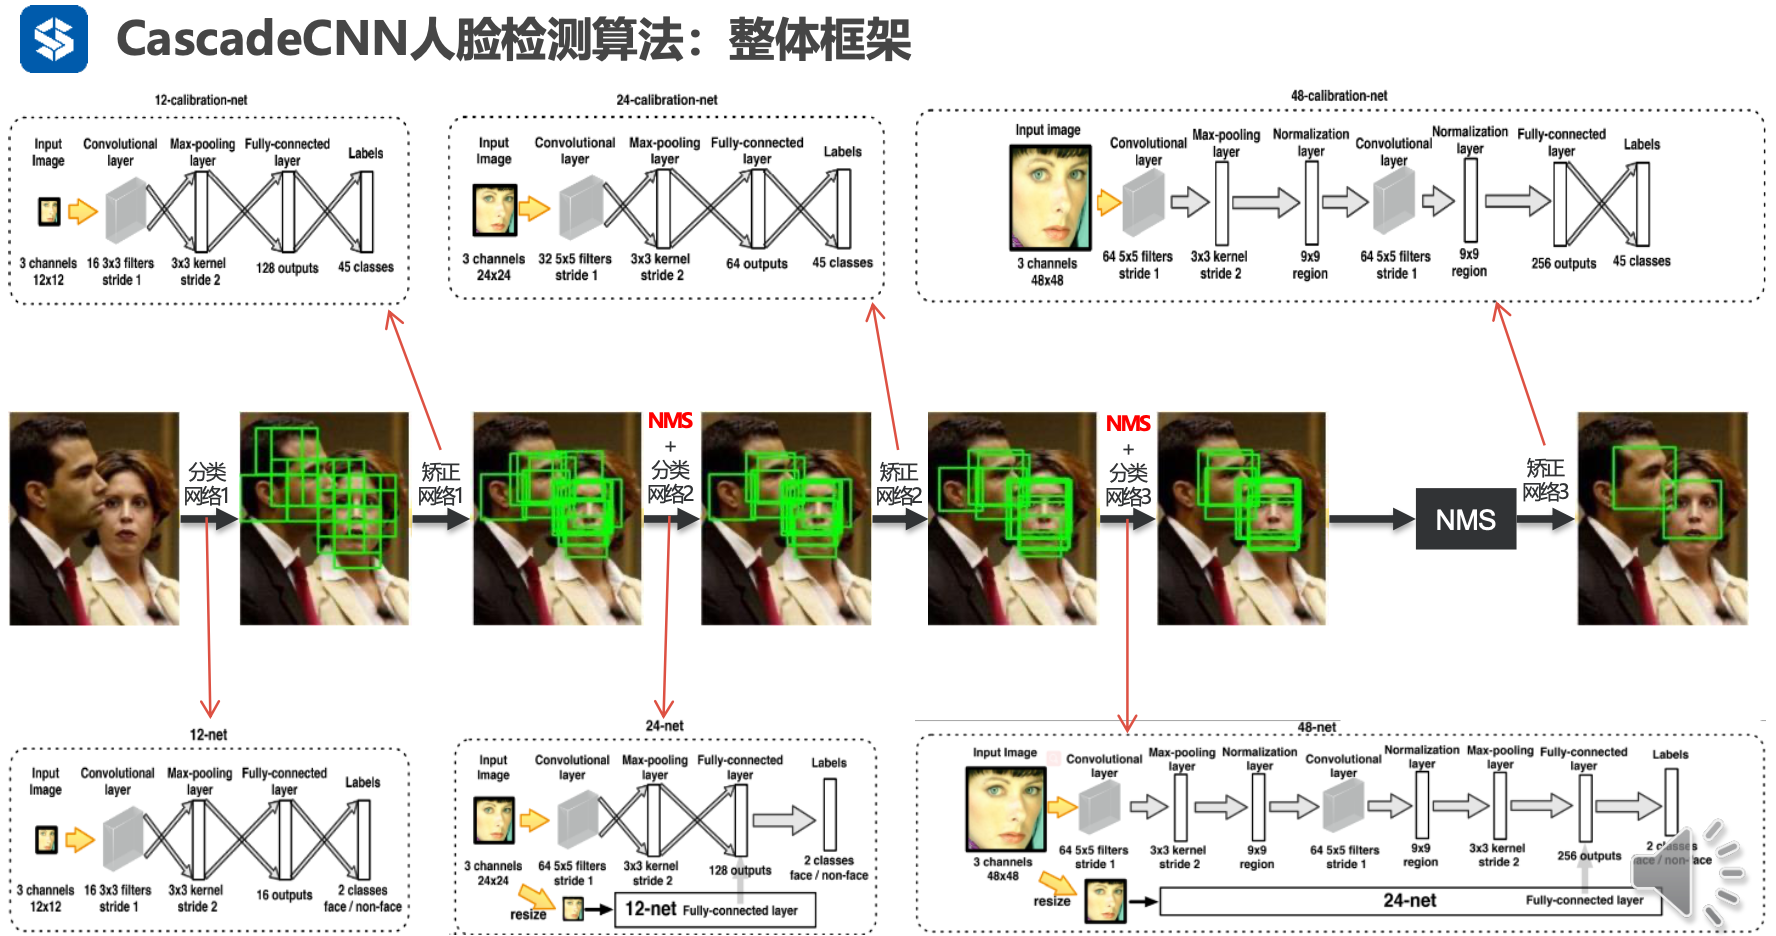 CascadeCNN人脸检测算法：整体框架
12-calibration-net
Input
Image
Convolutional
layer
Max-pooling
layer
Fully-connected
layer
Labels
3 channels
12x12
16 3x3 filters
stride 1
3x3 kernel
stride 2
128 outputs
45 classes
24-calibration-net
Input
Image
Convolutional
layer
Max-pooling
layer
Fully-connected
layer
Labels
3 channels
24x24
32 5x5 filters
stride 1
3x3 kernel
stride 2
64 outputs
45 classes
48-calibration-net
Input image
Convolutional
layer
Max-pooling
layer
Normalization
layer
Convolutional
layer
Normalization
layer
Fully-connected
layer
Labels
3 channels
48x48
64 5x5 filters
stride 1
3x3 kernel
stride 2
9x9
region
64 5x5 filters
stride 1
9x9
region
256 outputs
45 classes
分类
网络1
矫正
网络1
NMS
+
分类
网络2
矫正
网络2
NMS
+
分类
网络3
NMS
矫正
网络3
12-net
Input
Image
Convolutional
layer
Max-pooling
layer
Fully-connected
layer
Labels
3 channels
12x12
16 3x3 filters
stride 1
3x3 kernel
stride 2
16 outputs
2 classes
face / non-face
24-net
Input
Image
Convolutional
layer
Max-pooling
layer
Fully-connected
layer
Labels
3 channels
24x24
64 5x5 filters
stride 1
3x3 kernel
stride 2
128 outputs
2 classes
face / non-face
resize
12-net Fully-connected layer
48-net
Input Image
Convolutional
layer
Max-pooling
layer
Normalization
layer
Convolutional
layer
Normalization
layer
Max-pooling
layer
Fully-connected
layer
Labels
3 channels
48x48
64 5x5 filters
stride 1
3x3 kernel
stride 2
9x9
region
64 5x5 filters
stride 1
9x9
region
3x3 kernel
stride 2
256 outputs
2 classes
face / non-face
resize
24-net Fully-connected layer